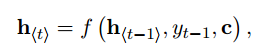 h⟨t⟩ = f (h⟨t−1⟩, yt−1, c) ,